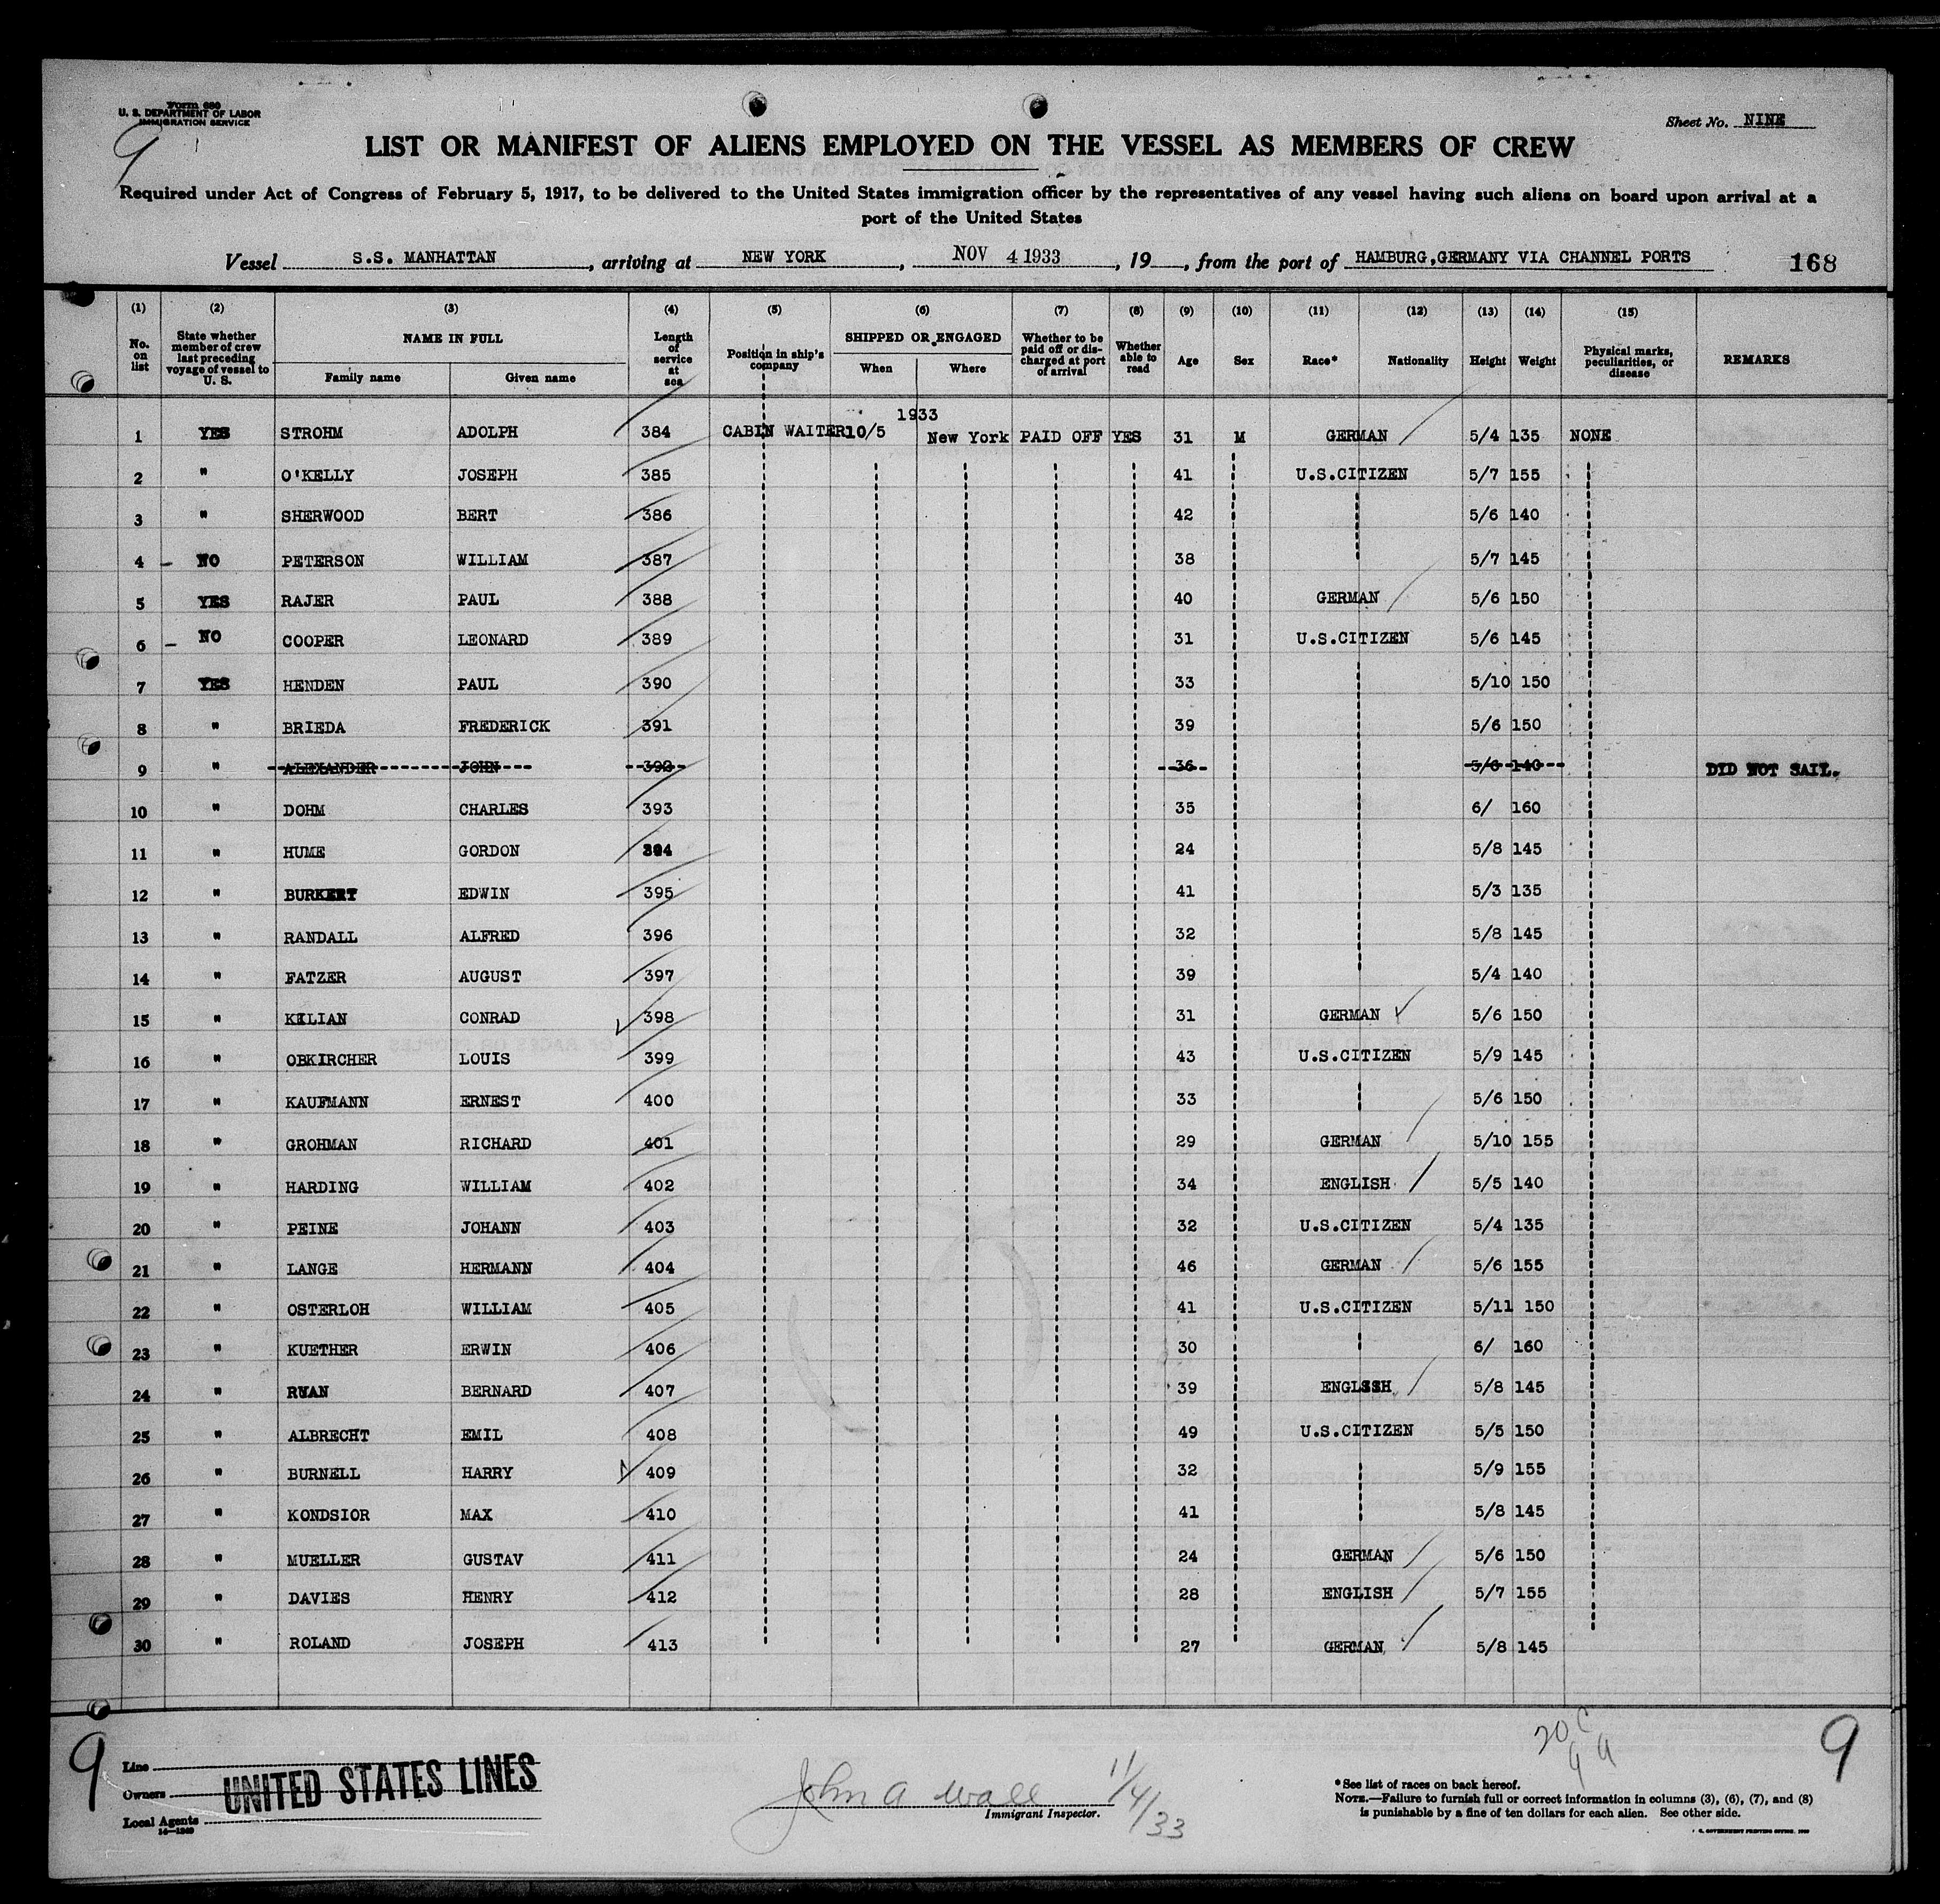 Form 680
U. S. DEPARTMENT OF LABOR
IMMIGRATION SERVICE
9
Sheet No. NINE
LIST OR MANIFEST OF ALIENS EMPLOYED ON THE VESSEL AS MEMBERS OF CREW
Required under Act of Congress of February 5, 1917, to be delivered to the United States immigration officer by the representatives of any vessel having such aliens on board upon arrival at a
port of the United States
Vessel S.S. MANHATTAN, arriving at NEW YORK, NOV 4 1933, 19, from the port of HAMBURG,GERMANY VIA CHANNEL PORTS 168
(1) (2) (3) (4) (5) (6) (7) (8) (9) (10) (11) (12) (13) (14) (15)
No. on list State whether member of crew last preceding voyage of vessel to U. S. NAME IN FULL Family name Given name Length of service at sea Position in ship's company SHIPPED OR ENGAGED When Where Whether to be paid off or discharged at port of arrival Whether able to read Age Sex Race* Nationality Height Weight Physical marks, peculiarities, or disease REMARKS
1933
1 YES STROHM ADOLPH 384 CABIN WAITER 10/5 New York PAID OFF YES 31 M GERMAN 5/4 135 NONE
2 " O'KELLY JOSEPH 385 41 U.S.CITIZEN 5/7 155
3 " SHERWOOD BERT 386 42 5/6 140
4 - NO PETERSON WILLIAM 387 38 5/7 145
5 YES RAJER PAUL 388 40 GERMAN 5/6 150
6 - NO COOPER LEONARD 389 31 U.S.CITIZEN 5/6 145
7 YES HENDEN PAUL 390 33 5/10 150
8 " BRIEDA FREDERICK 391 39 5/6 150
9 " ALEXANDER JOHN 392 36 5/6 140 DID NOT SAIL.
10 " DOHM CHARLES 393 35 6/ 160
11 " HUME GORDON 394 24 5/8 145
12 " BURKERT EDWIN 395 41 5/3 135
13 " RANDALL ALFRED 396 32 5/8 145
14 " FATZER AUGUST 397 39 5/4 140
15 " KILIAN CONRAD 398 31 GERMAN 5/6 150
16 " OBKIRCHER LOUIS 399 43 U.S.CITIZEN 5/9 145
17 " KAUFMANN ERNEST 400 33 5/6 150
18 " GROHMAN RICHARD 401 29 GERMAN 5/10 155
19 " HARDING WILLIAM 402 34 ENGLISH 5/5 140
20 " PEINE JOHANN 403 32 U.S.CITIZEN 5/4 135
21 " LANGE HERMANN 404 46 GERMAN 5/6 155
22 " OSTERLOH WILLIAM 405 41 U.S.CITIZEN 5/11 150
23 " KUETHER ERWIN 406 30 6/ 160
24 " RYAN BERNARD 407 39 ENGLISH 5/8 145
25 " ALBRECHT EMIL 408 49 U.S.CITIZEN 5/5 150
26 " BURNELL HARRY 409 32 5/9 155
27 " KONDSIOR MAX 410 41 5/8 145
28 " MUELLER GUSTAV 411 24 GERMAN 5/6 150
29 " DAVIES HENRY 412 28 ENGLISH 5/7 155
30 " ROLAND JOSEPH 413 27 GERMAN 5/8 145
9
Line
Owners UNITED STATES LINES
Local Agents
14-1240
John A Wall 11/4/33
Immigrant Inspector.
20 C
9 a
9
*See list of races on back hereof.
NOTE.—Failure to furnish full or correct information in columns (3), (6), (7), and (8)
is punishable by a fine of ten dollars for each alien. See other side.
GOVERNMENT PRINTING OFFICE